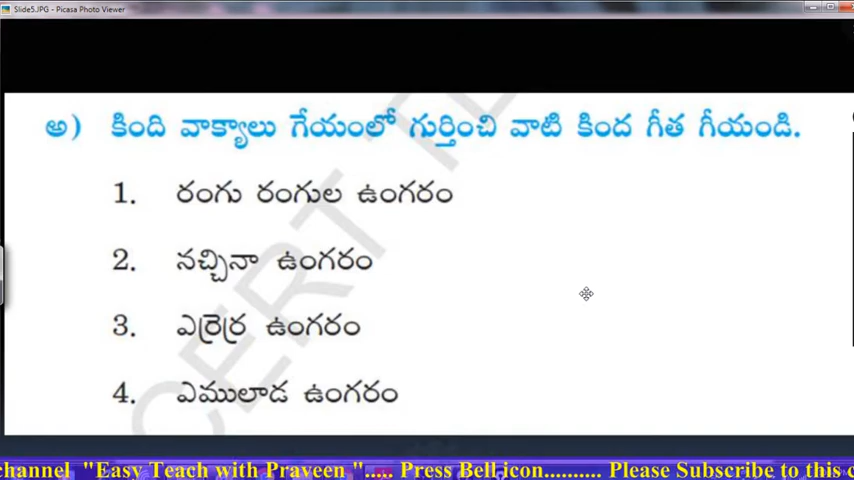 Slide5.JPG - Picasa Photo Viewer
అ) కింది వాక్యాలు గేయంలో గుర్తించి వాటి కింద గీత గీయండి.
1. రంగు రంగుల ఉంగరం
2. నచ్చినా ఉంగరం
3. ఎర్రెర్ర ఉంగరం
4. ఎములాడ ఉంగరం
channel "Easy Teach with Praveen "..... Press Bell icon.......... Please Subscribe to this c